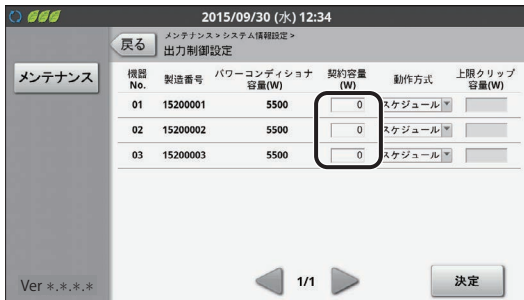 2015/09/30 (水) 12:34
戻る
メンテナンス > システム情報設定 >
出力制御設定
メンテナンス
機器 No.
製造番号
パワーコンディショナ容量(W)
契約容量(W)
動作方式
上限クリップ容量(W)
01 15200001 5500 0 スケジュール
02 15200002 5500 0 スケジュール
03 15200003 5500 0 スケジュール
1/1
決定
Ver *.*.*.*